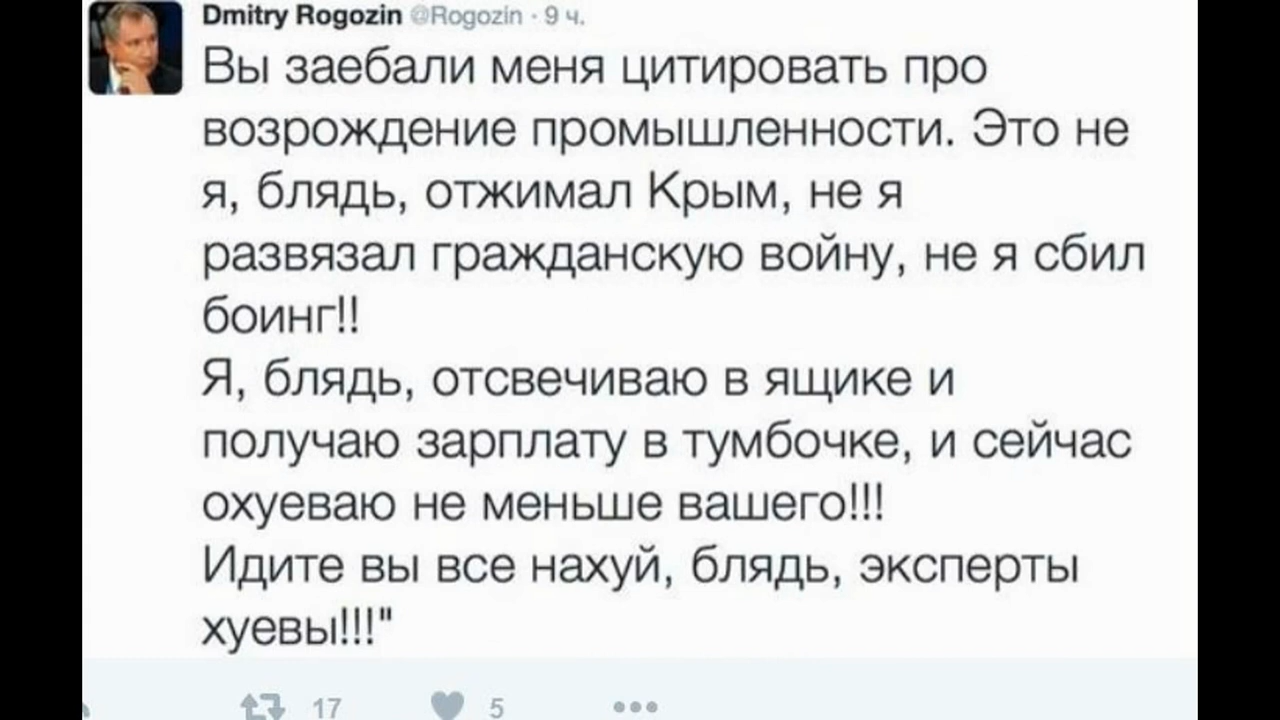 Dmitry Rogozin @Rogozin · 9 ч.
Вы заебали меня цитировать про
возрождение промышленности. Это не
я, блядь, отжимал Крым, не я
развязал гражданскую войну, не я сбил
боинг!!
Я, блядь, отсвечиваю в ящике и
получаю зарплату в тумбочке, и сейчас
охуеваю не меньше вашего!!!
Идите вы все нахуй, блядь, эксперты
хуевы!!!"
17 5